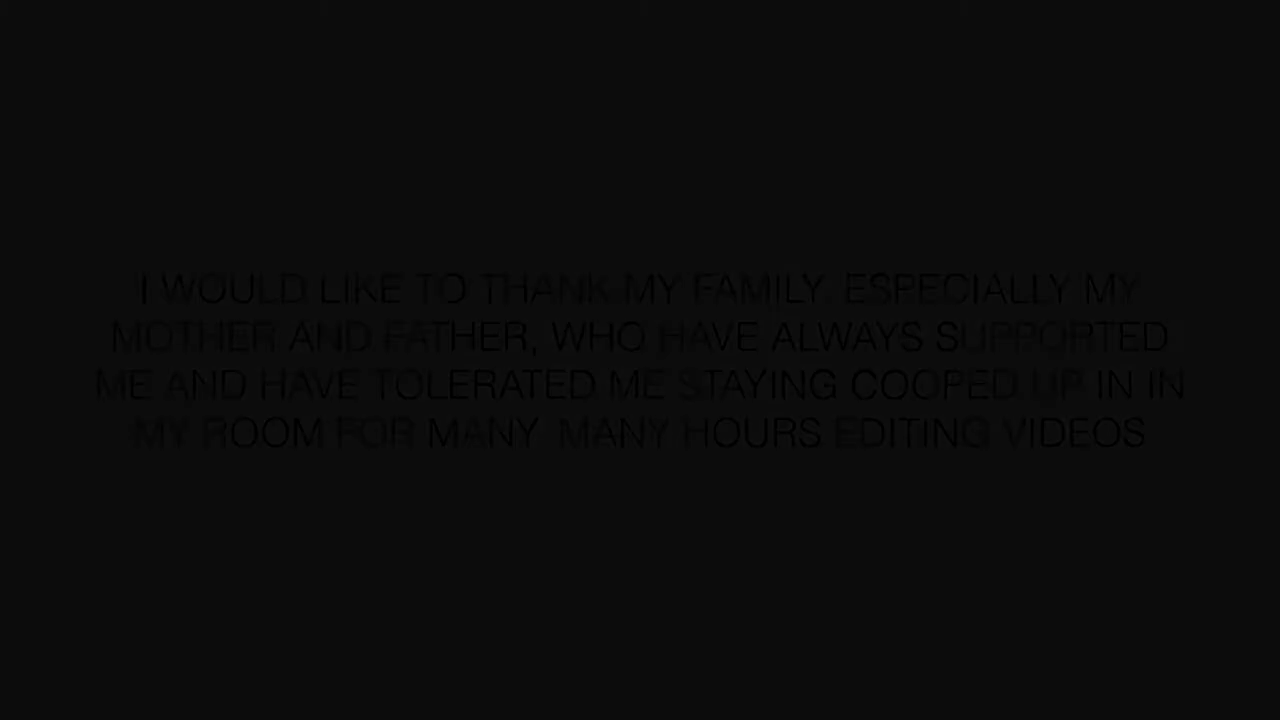 I WOULD LIKE TO THANK MY FAMILY. ESPECIALLY MY
MOTHER AND FATHER, WHO HAVE ALWAYS SUPPORTED
ME AND HAVE TOLERATED ME STAYING COOPED UP IN IN
MY ROOM FOR MANY MANY HOURS EDITING VIDEOS